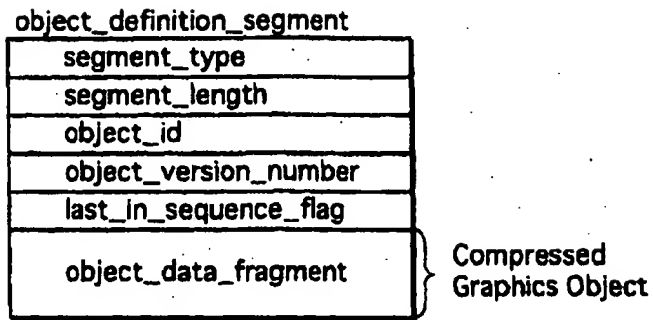 object_definition_segment
segment_type
segment_length
object_id
object_version_number
last_in_sequence_flag
object_data_fragment
Compressed
Graphics Object